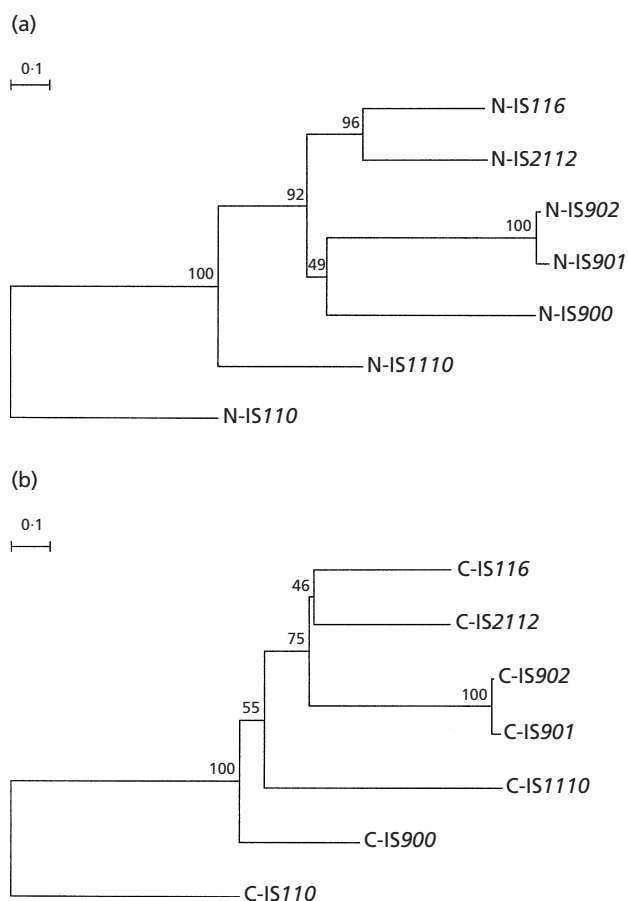 (a)
0·1
N-IS116
96
N-IS2112
92
N-IS902
100
N-IS901
100
49
N-IS900
N-IS1110
N-IS110
(b)
0·1
C-IS116
46
C-IS2112
75
C-IS902
100
C-IS901
55
100
C-IS1110
C-IS900
C-IS110